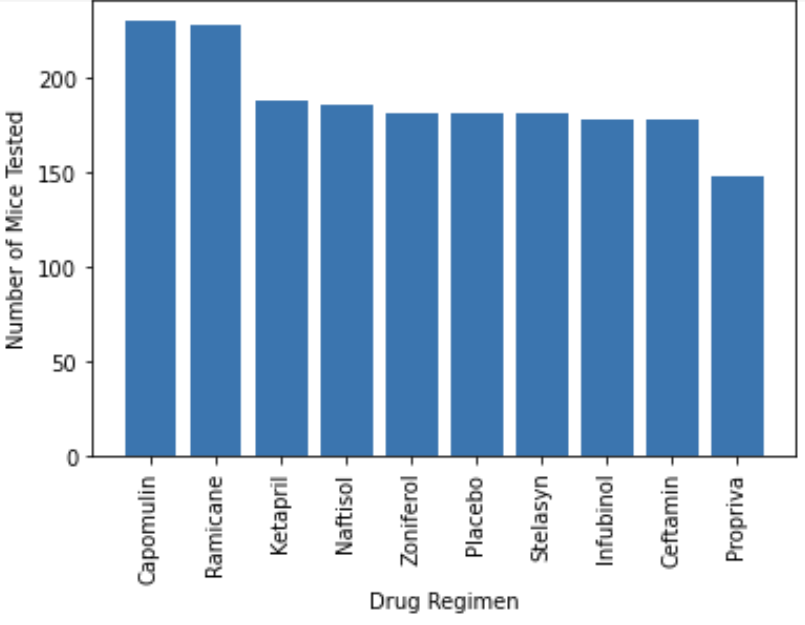 200
150
100
50
0
Number of Mice Tested
Capomulin
Ramicane
Ketapril
Naftisol
Zoniferol
Placebo
Stelasyn
Infubinol
Ceftamin
Propriva
Drug Regimen